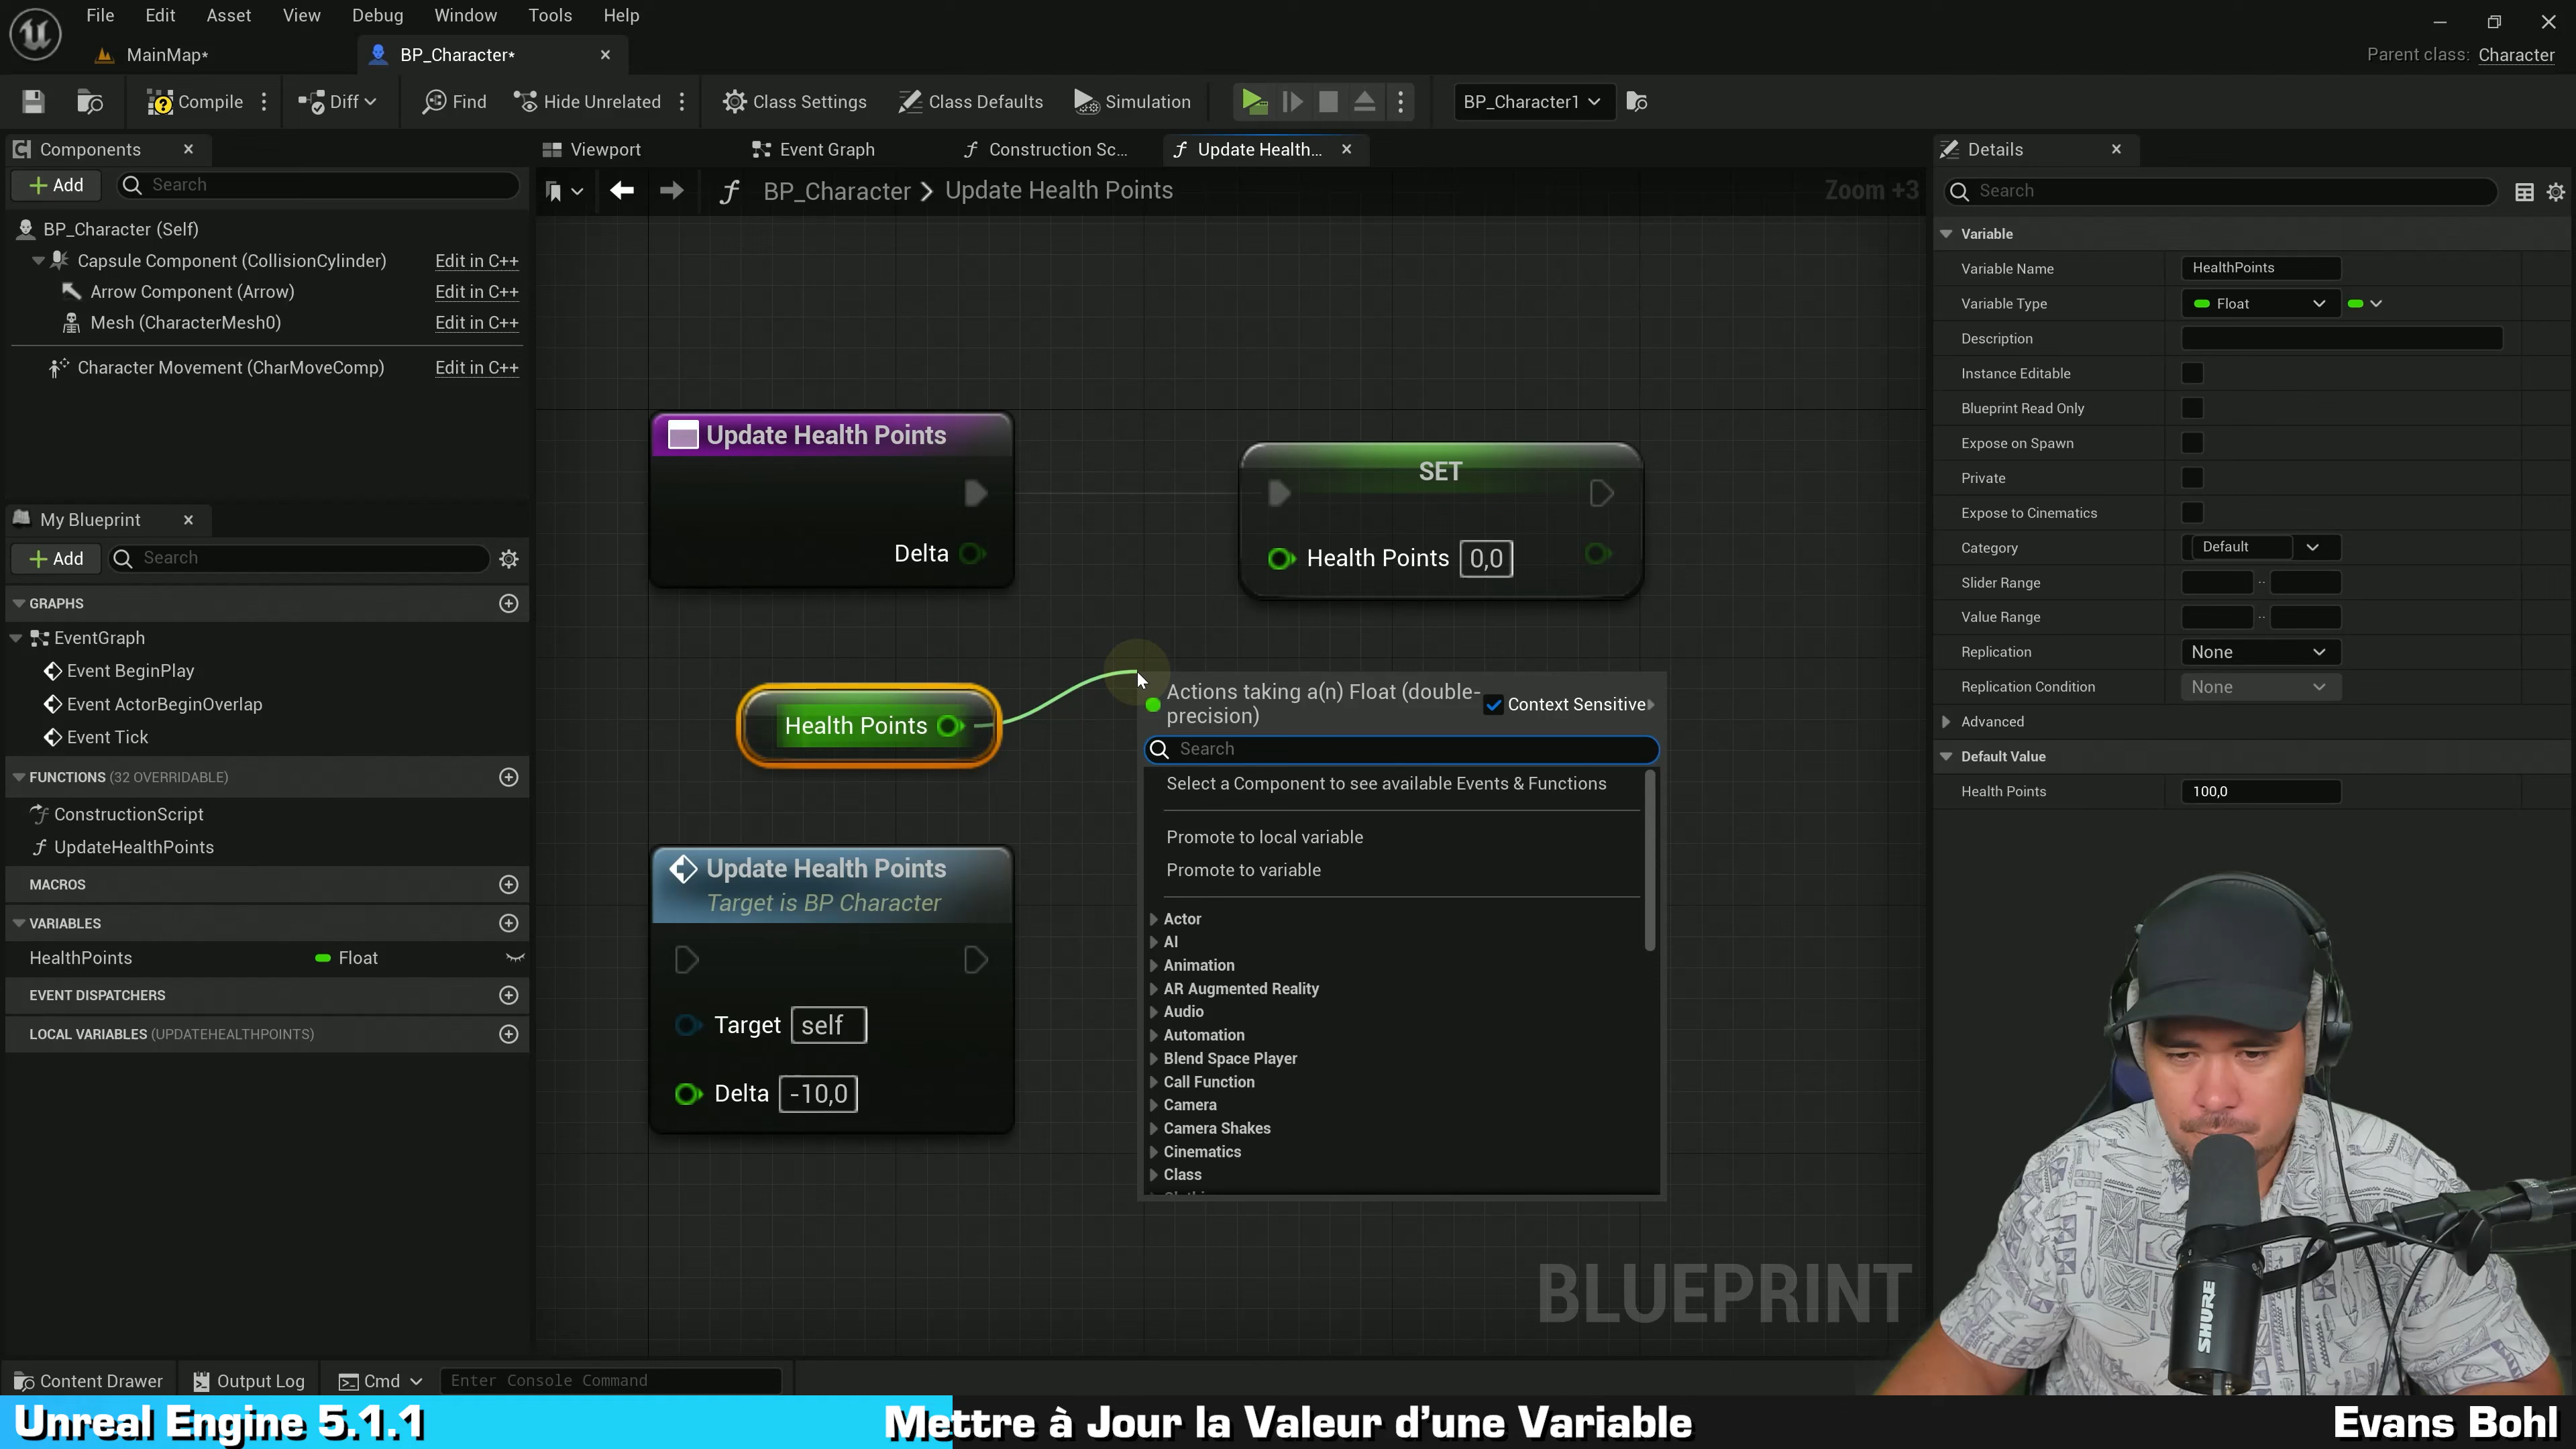 File Edit Asset View Debug Window Tools Help
MainMap*
BP_Character*
Parent class: Character
Compile
Diff
Find
Hide Unrelated
Class Settings
Class Defaults
Simulation
BP_Character1
Components
Add
Search
BP_Character (Self)
Capsule Component (CollisionCylinder) Edit in C++
Arrow Component (Arrow) Edit in C++
Mesh (CharacterMesh0) Edit in C++
Character Movement (CharMoveComp) Edit in C++
My Blueprint
Add
Search
GRAPHS
EventGraph
Event BeginPlay
Event ActorBeginOverlap
Event Tick
FUNCTIONS (32 OVERRIDABLE)
ConstructionScript
UpdateHealthPoints
MACROS
VARIABLES
HealthPoints Float
EVENT DISPATCHERS
LOCAL VARIABLES (UPDATEHEALTHPOINTS)
Viewport
Event Graph
Construction Sc...
Update Health...
BP_Character > Update Health Points
Zoom +3
Update Health Points
Delta
SET
Health Points 0,0
Health Points
Update Health Points
Target is BP Character
Target self
Delta -10,0
Actions taking a(n) Float (double-
precision)
Context Sensitive
Search
Select a Component to see available Events & Functions
Promote to local variable
Promote to variable
Actor
AI
Animation
AR Augmented Reality
Audio
Automation
Blend Space Player
Call Function
Camera
Camera Shakes
Cinematics
Class
BLUEPRINT
Details
Search
Variable
Variable Name HealthPoints
Variable Type Float
Description
Instance Editable
Blueprint Read Only
Expose on Spawn
Private
Expose to Cinematics
Category Default
Slider Range
Value Range
Replication None
Replication Condition None
Advanced
Default Value
Health Points 100,0
SHURE
Content Drawer
Output Log
Cmd
Enter Console Command
Unreal Engine 5.1.1
Mettre à Jour la Valeur d'une Variable
Evans Bohl